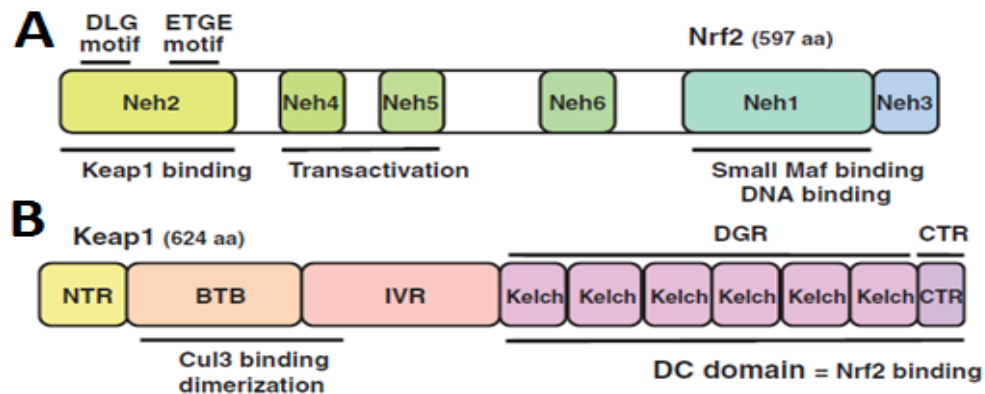 A
DLG ETGE
motif motif
Nrf2 (597 aa)
Neh2 Neh4 Neh5 Neh6 Neh1 Neh3
Keap1 binding Transactivation Small Maf binding
DNA binding
B
Keap1 (624 aa)
DGR CTR
NTR BTB IVR Kelch Kelch Kelch Kelch Kelch Kelch CTR
Cul3 binding
dimerization
DC domain = Nrf2 binding